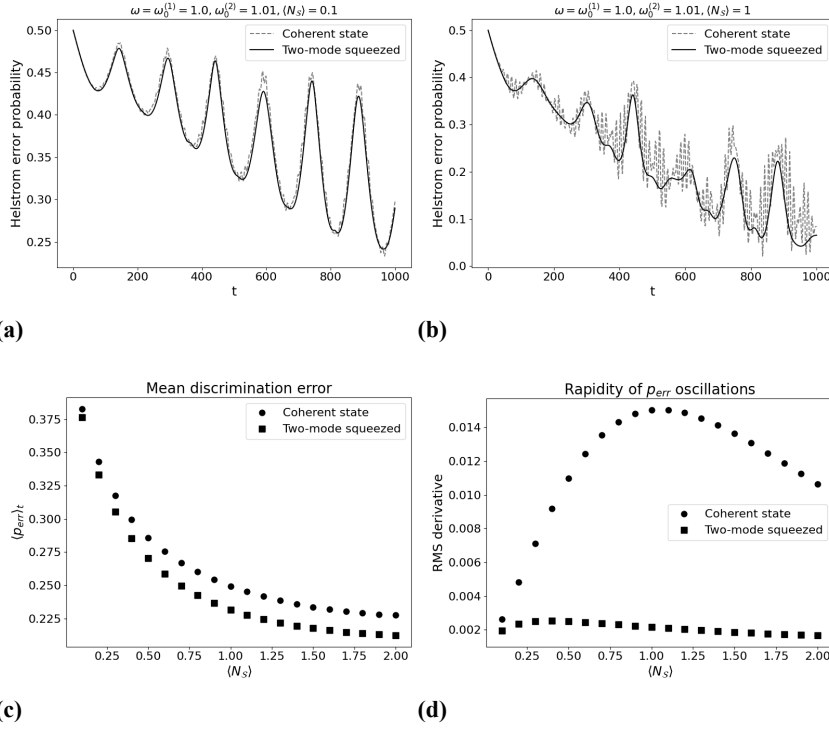 ω = ω₀⁽¹⁾ = 1.0, ω₀⁽²⁾ = 1.01, ⟨N_S⟩ = 0.1
Helstrom error probability
0.50
0.45
0.40
0.35
0.30
0.25
Coherent state
Two-mode squeezed
0 200 400 600 800 1000
t
(a)
ω = ω₀⁽¹⁾ = 1.0, ω₀⁽²⁾ = 1.01, ⟨N_S⟩ = 1
Helstrom error probability
0.5
0.4
0.3
0.2
0.1
0.0
Coherent state
Two-mode squeezed
0 200 400 600 800 1000
t
(b)
Mean discrimination error
⟨p_err⟩_t
0.375
0.350
0.325
0.300
0.275
0.250
0.225
Coherent state
Two-mode squeezed
0.25 0.50 0.75 1.00 1.25 1.50 1.75 2.00
⟨N_S⟩
(c)
Rapidity of p_err oscillations
RMS derivative
0.014
0.012
0.010
0.008
0.006
0.004
0.002
Coherent state
Two-mode squeezed
0.25 0.50 0.75 1.00 1.25 1.50 1.75 2.00
⟨N_S⟩
(d)